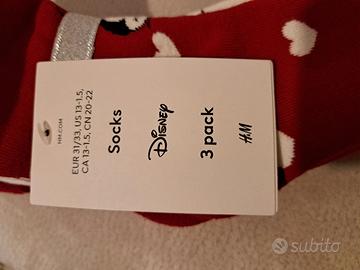 HM.COM
EUR 31/33, US 13-1.5,
CA 13-1.5, CN 20-22
Socks
Disney
3 pack
H&M
subito